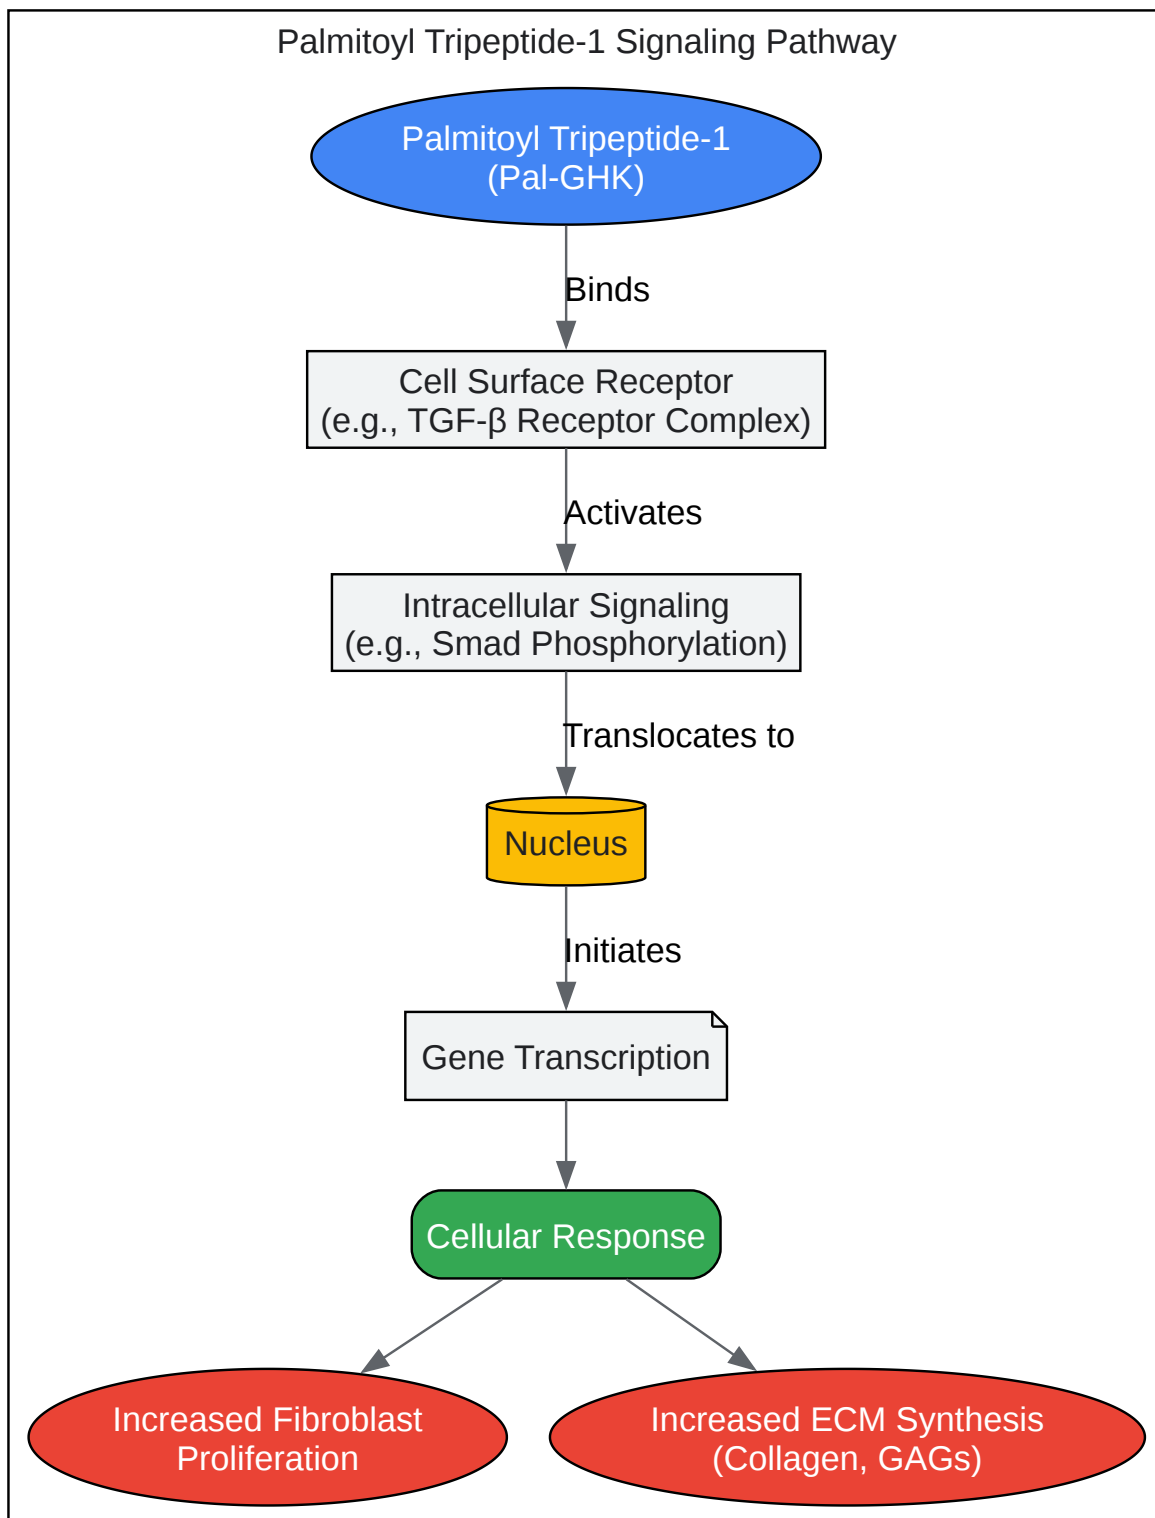 Palmitoyl Tripeptide-1 Signaling Pathway
Palmitoyl Tripeptide-1
(Pal-GHK)
Binds
Cell Surface Receptor
(e.g., TGF-β Receptor Complex)
Activates
Intracellular Signaling
(e.g., Smad Phosphorylation)
Translocates to
Nucleus
Initiates
Gene Transcription
Cellular Response
Increased Fibroblast
Proliferation
Increased ECM Synthesis
(Collagen, GAGs)